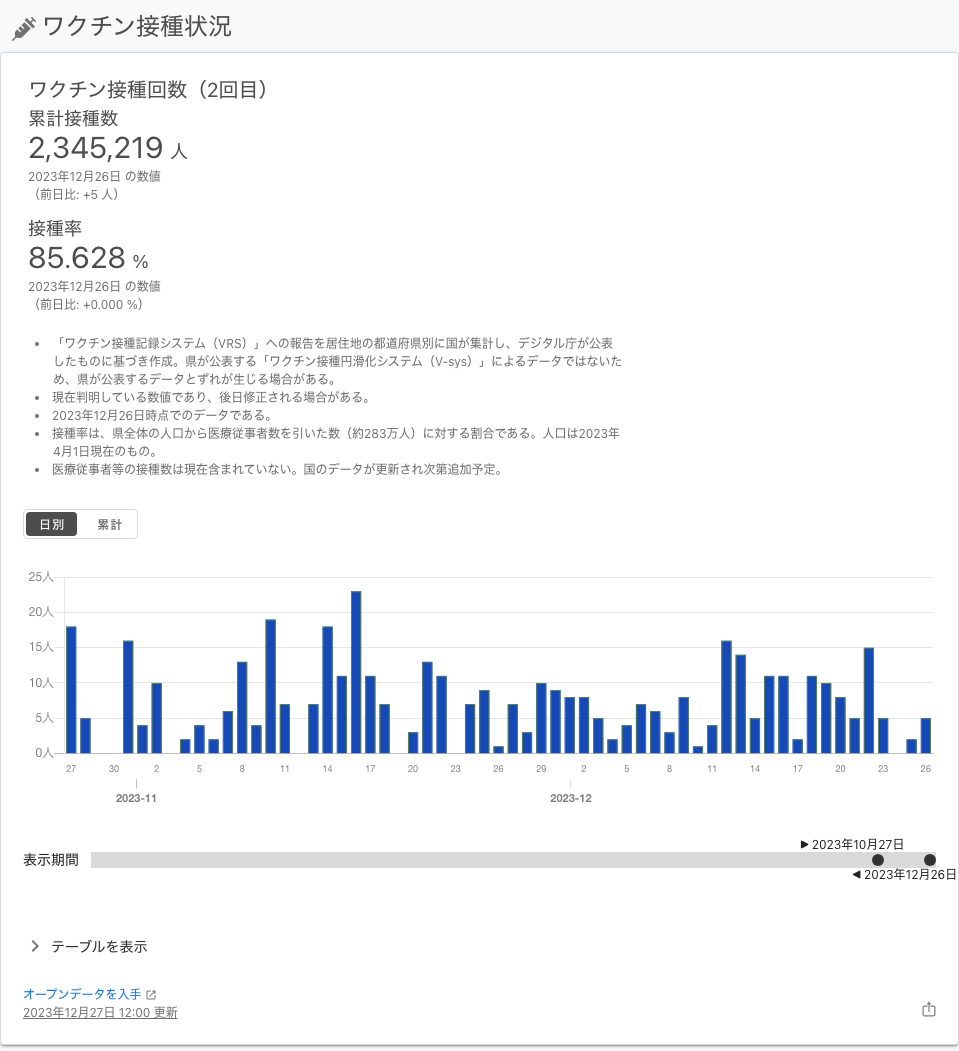 ワクチン接種状況
ワクチン接種回数（2回目）
累計接種数
2,345,219 人
2023年12月26日 の数値
（前日比: +5 人）
接種率
85.628 %
2023年12月26日 の数値
（前日比: +0.000 %）
• 「ワクチン接種記録システム（VRS）」への報告を居住地の都道府県別に国が集計し、デジタル庁が公表
したものに基づき作成。県が公表する「ワクチン接種円滑化システム（V-sys）」によるデータではないた
め、県が公表するデータとずれが生じる場合がある。
• 現在判明している数値であり、後日修正される場合がある。
• 2023年12月26日時点でのデータである。
• 接種率は、県全体の人口から医療従事者数を引いた数（約283万人）に対する割合である。人口は2023年
4月1日現在のもの。
• 医療従事者等の接種数は現在含まれていない。国のデータが更新され次第追加予定。
日別 累計
25人
20人
15人
10人
5人
0人
27 30 2 5 8 11 14 17 20 23 26 29 2 5 8 11 14 17 20 23 26
2023-11 2023-12
▶ 2023年10月27日
表示期間
◀ 2023年12月26日
テーブルを表示
オープンデータを入手
2023年12月27日 12:00 更新